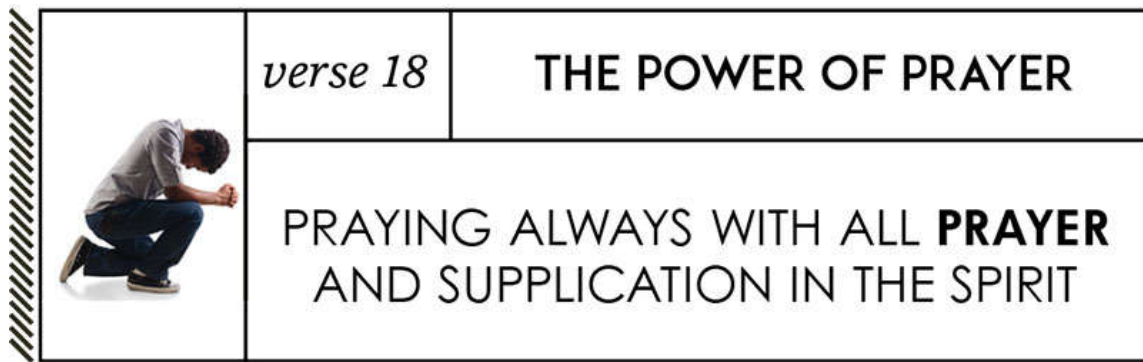 verse 18
THE POWER OF PRAYER
PRAYING ALWAYS WITH ALL PRAYER
AND SUPPLICATION IN THE SPIRIT